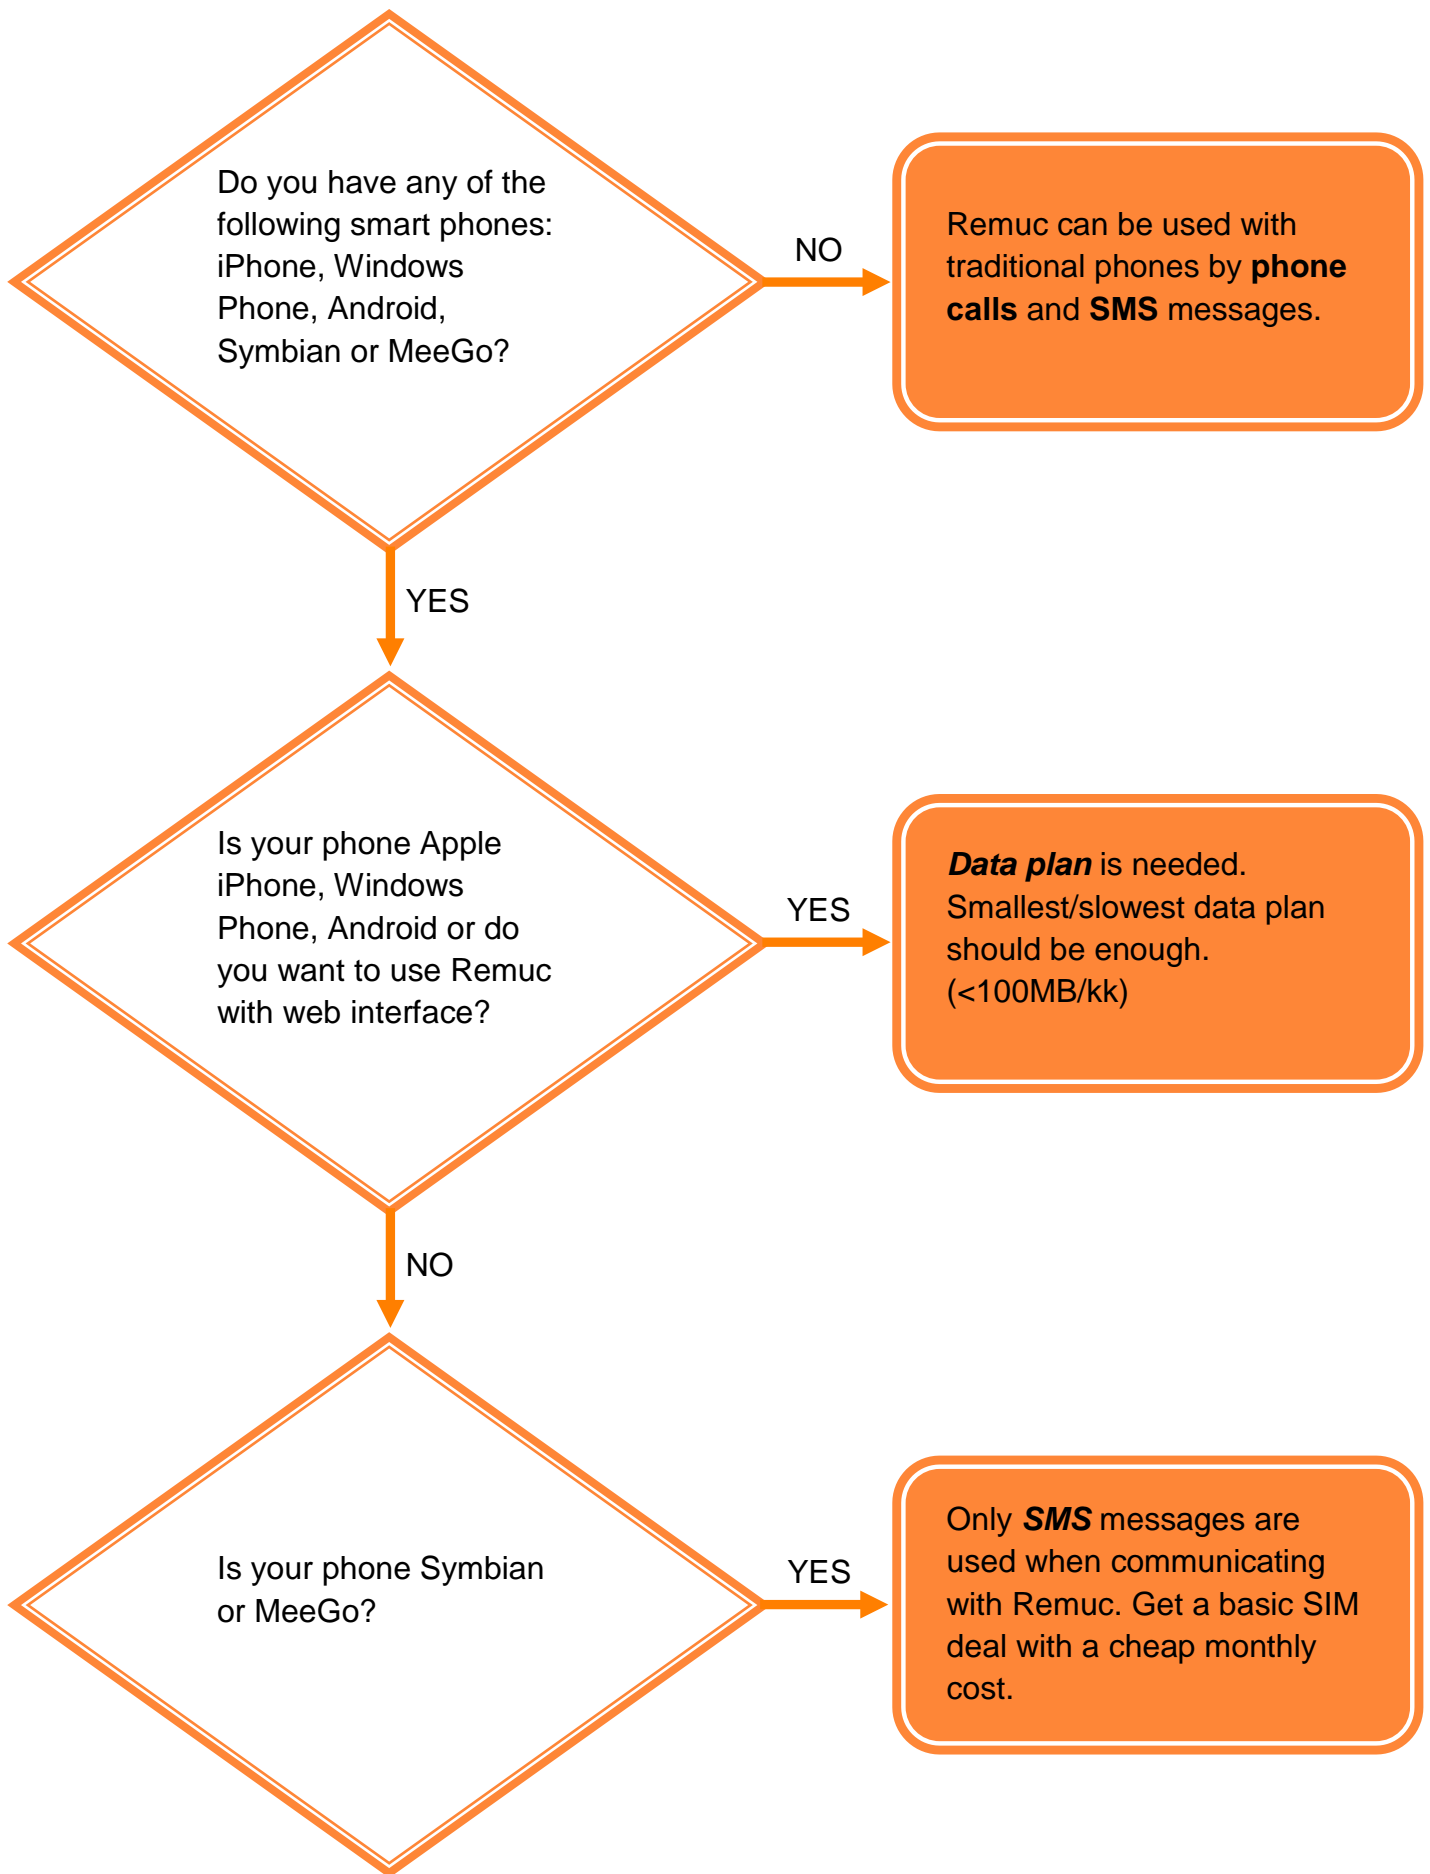 Do you have any of the
following smart phones:
iPhone, Windows
Phone, Android,
Symbian or MeeGo?
NO
Remuc can be used with
traditional phones by phone
calls and SMS messages.
YES
Is your phone Apple
iPhone, Windows
Phone, Android or do
you want to use Remuc
with web interface?
YES
Data plan is needed.
Smallest/slowest data plan
should be enough.
(<100MB/kk)
NO
Is your phone Symbian
or MeeGo?
YES
Only SMS messages are
used when communicating
with Remuc. Get a basic SIM
deal with a cheap monthly
cost.